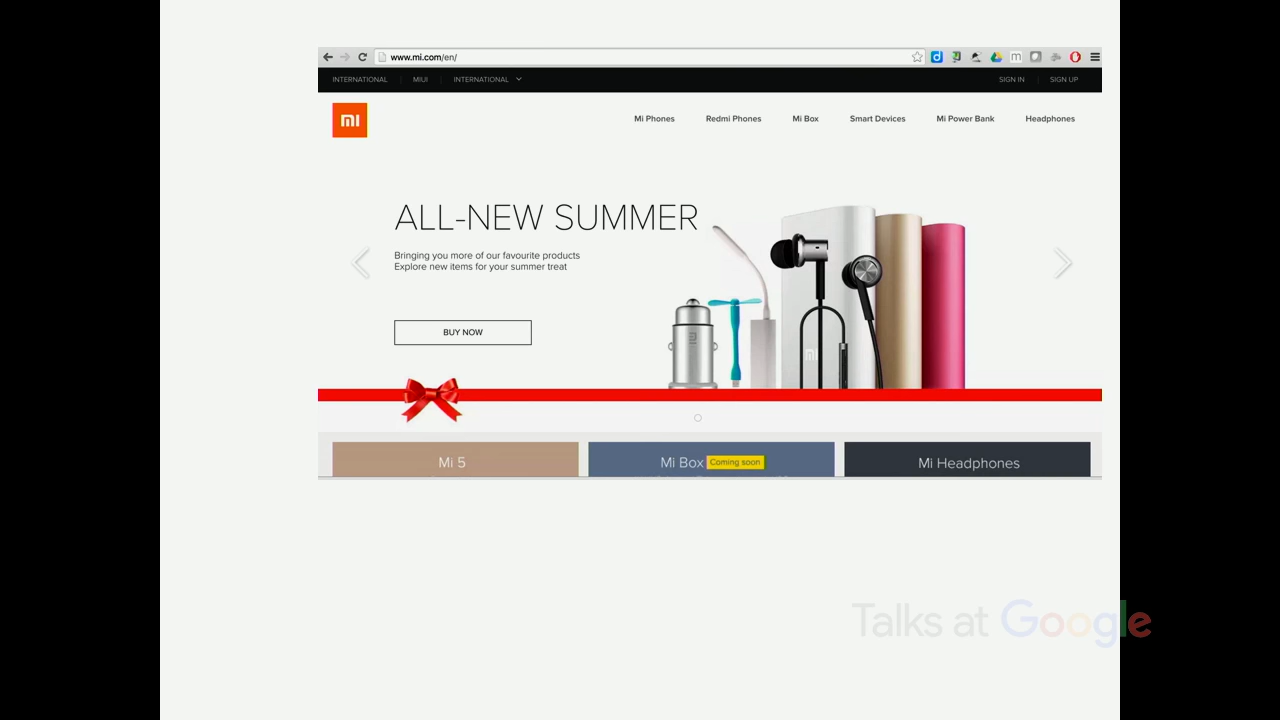 www.mi.com/en/
INTERNATIONAL MIUI INTERNATIONAL SIGN IN SIGN UP
mi Mi Phones Redmi Phones Mi Box Smart Devices Mi Power Bank Headphones
ALL-NEW SUMMER
Bringing you more of our favourite products
Explore new items for your summer treat
BUY NOW
Mi 5 Mi Box Coming soon Mi Headphones
Talks at Google